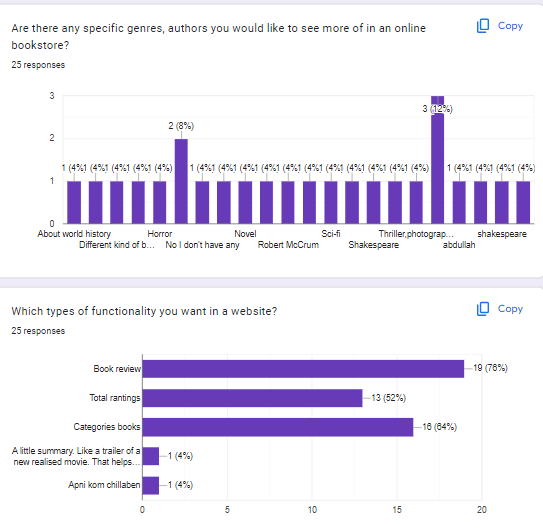 Are there any specific genres, authors you would like to see more of in an online
bookstore?
Copy
25 responses
3
3 (12%)
2 (8%)
2
1 (4%1 (4%1 (4%1 (4%1 (4%) 1 (4%1 (4%1 (4%1 (4%1 (4%1 (4%1 (4%1 (4%1 (4%1 (4%1 (4%) 1 (4%1 (4%1 (4%1 (4%)
1
0
About world history Horror Novel Sci-fi Thriller,photograp... shakespeare
Different kind of b... No I don't have any Robert McCrum Shakespeare abdullah
Which types of functionality you want in a website?
Copy
25 responses
Book review 19 (76%)
Total rantings 13 (52%)
Categories books 16 (64%)
A little summary. Like a trailer of a
new realised movie. That helps... 1 (4%)
Apni kom chillaben 1 (4%)
0 5 10 15 20